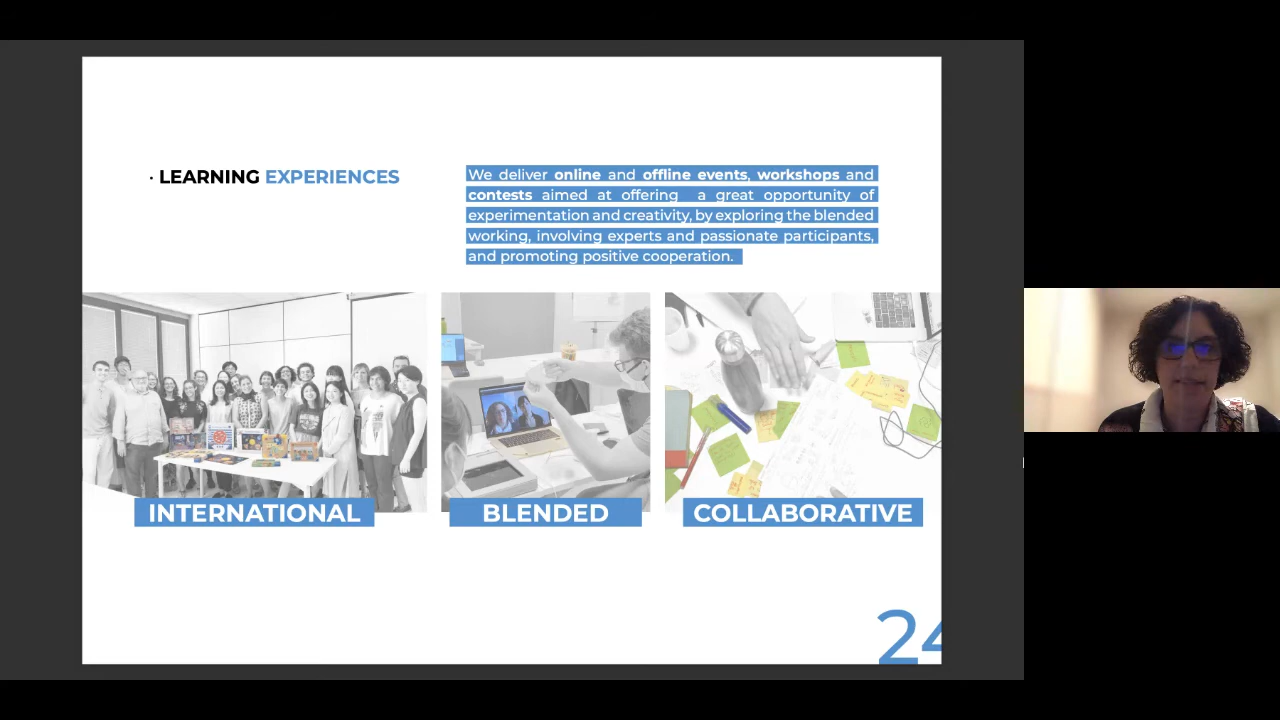 · LEARNING EXPERIENCES
We deliver online and offline events, workshops and
contests aimed at offering a great opportunity of
experimentation and creativity, by exploring the blended
working, involving experts and passionate participants,
and promoting positive cooperation.
INTERNATIONAL
BLENDED
COLLABORATIVE
24